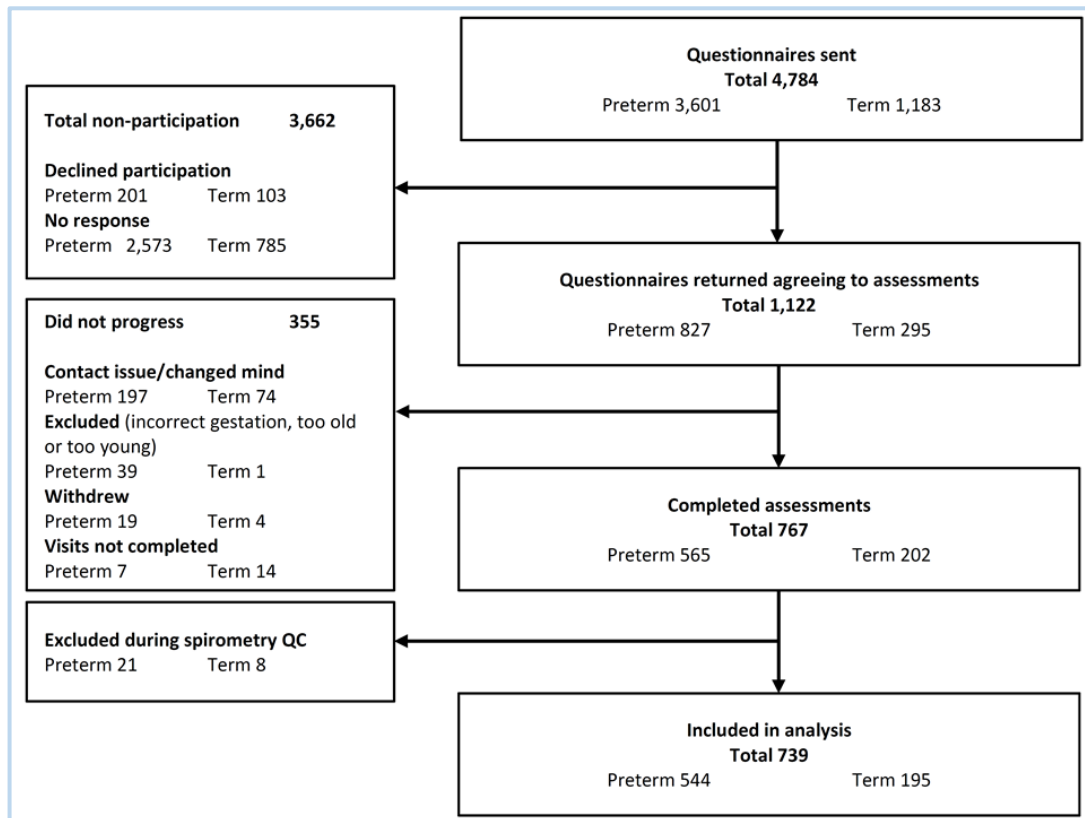 Questionnaires sent
Total 4,784
Preterm 3,601 Term 1,183
Total non-participation 3,662
Declined participation
Preterm 201 Term 103
No response
Preterm 2,573 Term 785
Questionnaires returned agreeing to assessments
Total 1,122
Preterm 827 Term 295
Did not progress 355
Contact issue/changed mind
Preterm 197 Term 74
Excluded (incorrect gestation, too old
or too young)
Preterm 39 Term 1
Withdrew
Preterm 19 Term 4
Visits not completed
Preterm 7 Term 14
Completed assessments
Total 767
Preterm 565 Term 202
Excluded during spirometry QC
Preterm 21 Term 8
Included in analysis
Total 739
Preterm 544 Term 195